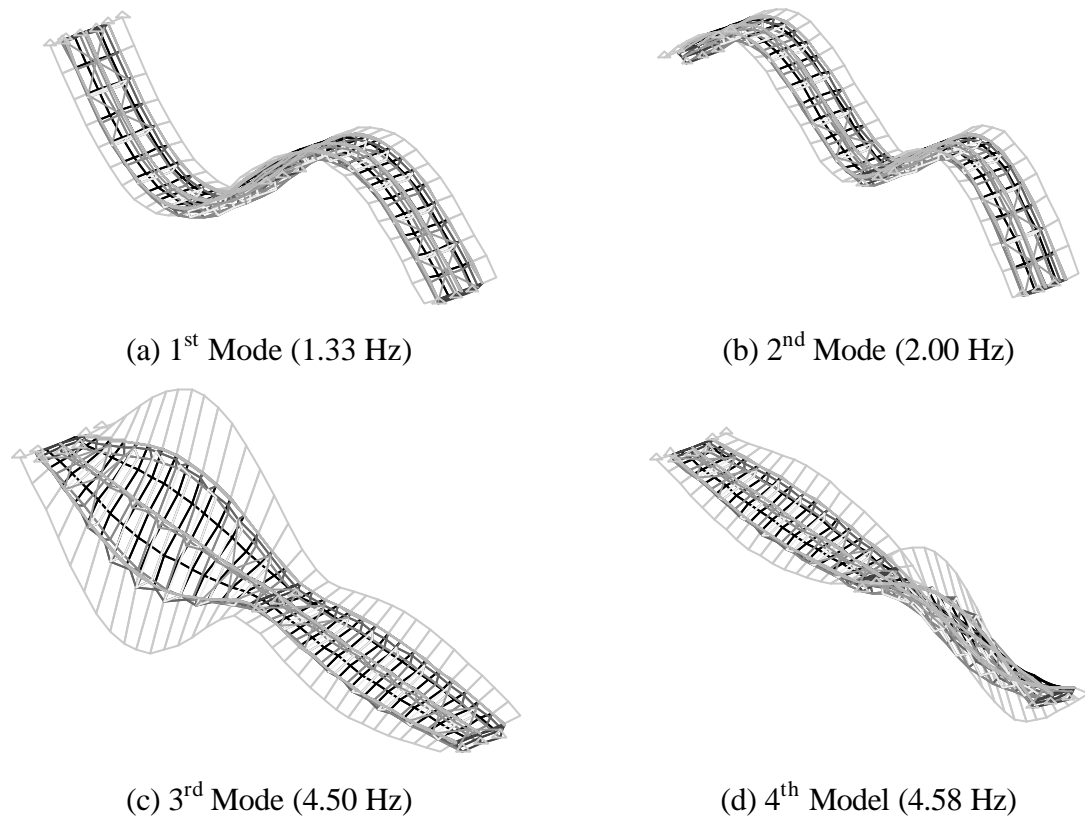 (a) 1st Mode (1.33 Hz)
(b) 2nd Mode (2.00 Hz)
(c) 3rd Mode (4.50 Hz)
(d) 4th Model (4.58 Hz)